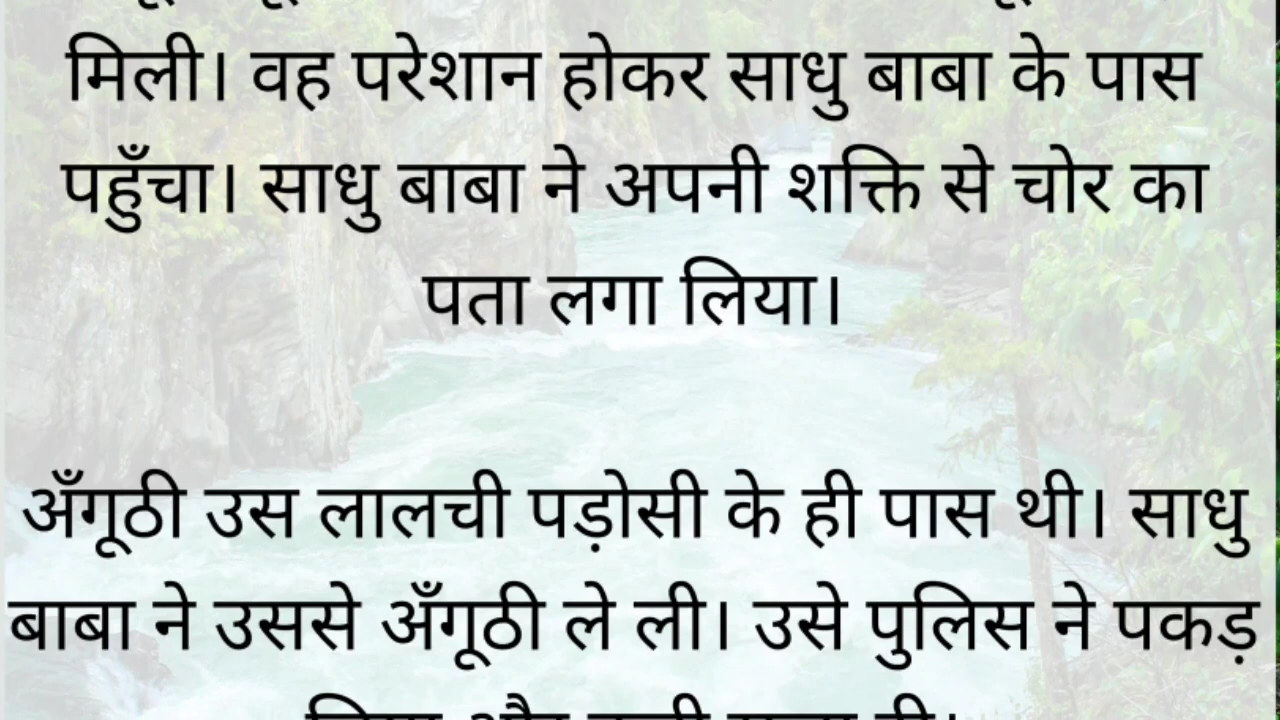 मिली। वह परेशान होकर साधु बाबा के पास
पहुँचा। साधु बाबा ने अपनी शक्ति से चोर का
पता लगा लिया।
अँगूठी उस लालची पड़ोसी के ही पास थी। साधु
बाबा ने उससे अँगूठी ले ली। उसे पुलिस ने पकड़